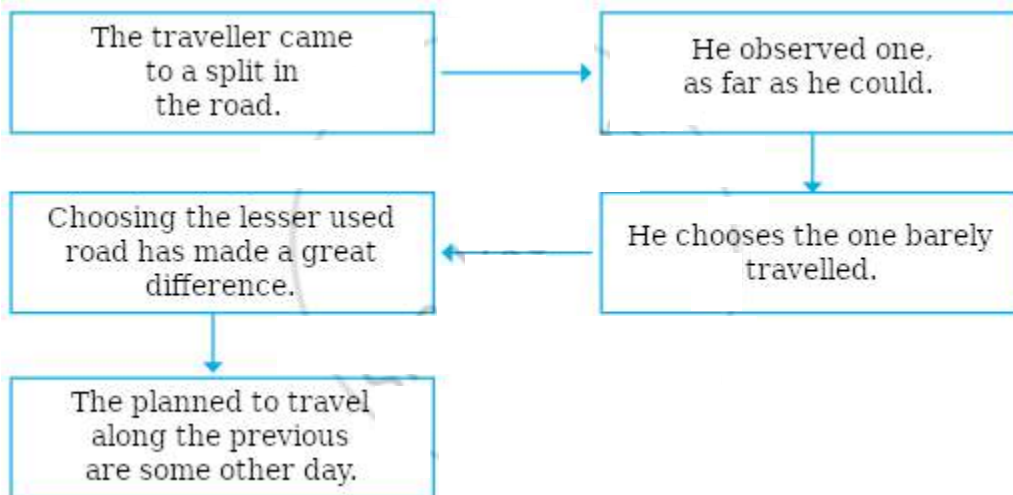 The traveller came
to a split in
the road.
He observed one,
as far as he could.
He chooses the one barely
travelled.
Choosing the lesser used
road has made a great
difference.
The planned to travel
along the previous
are some other day.